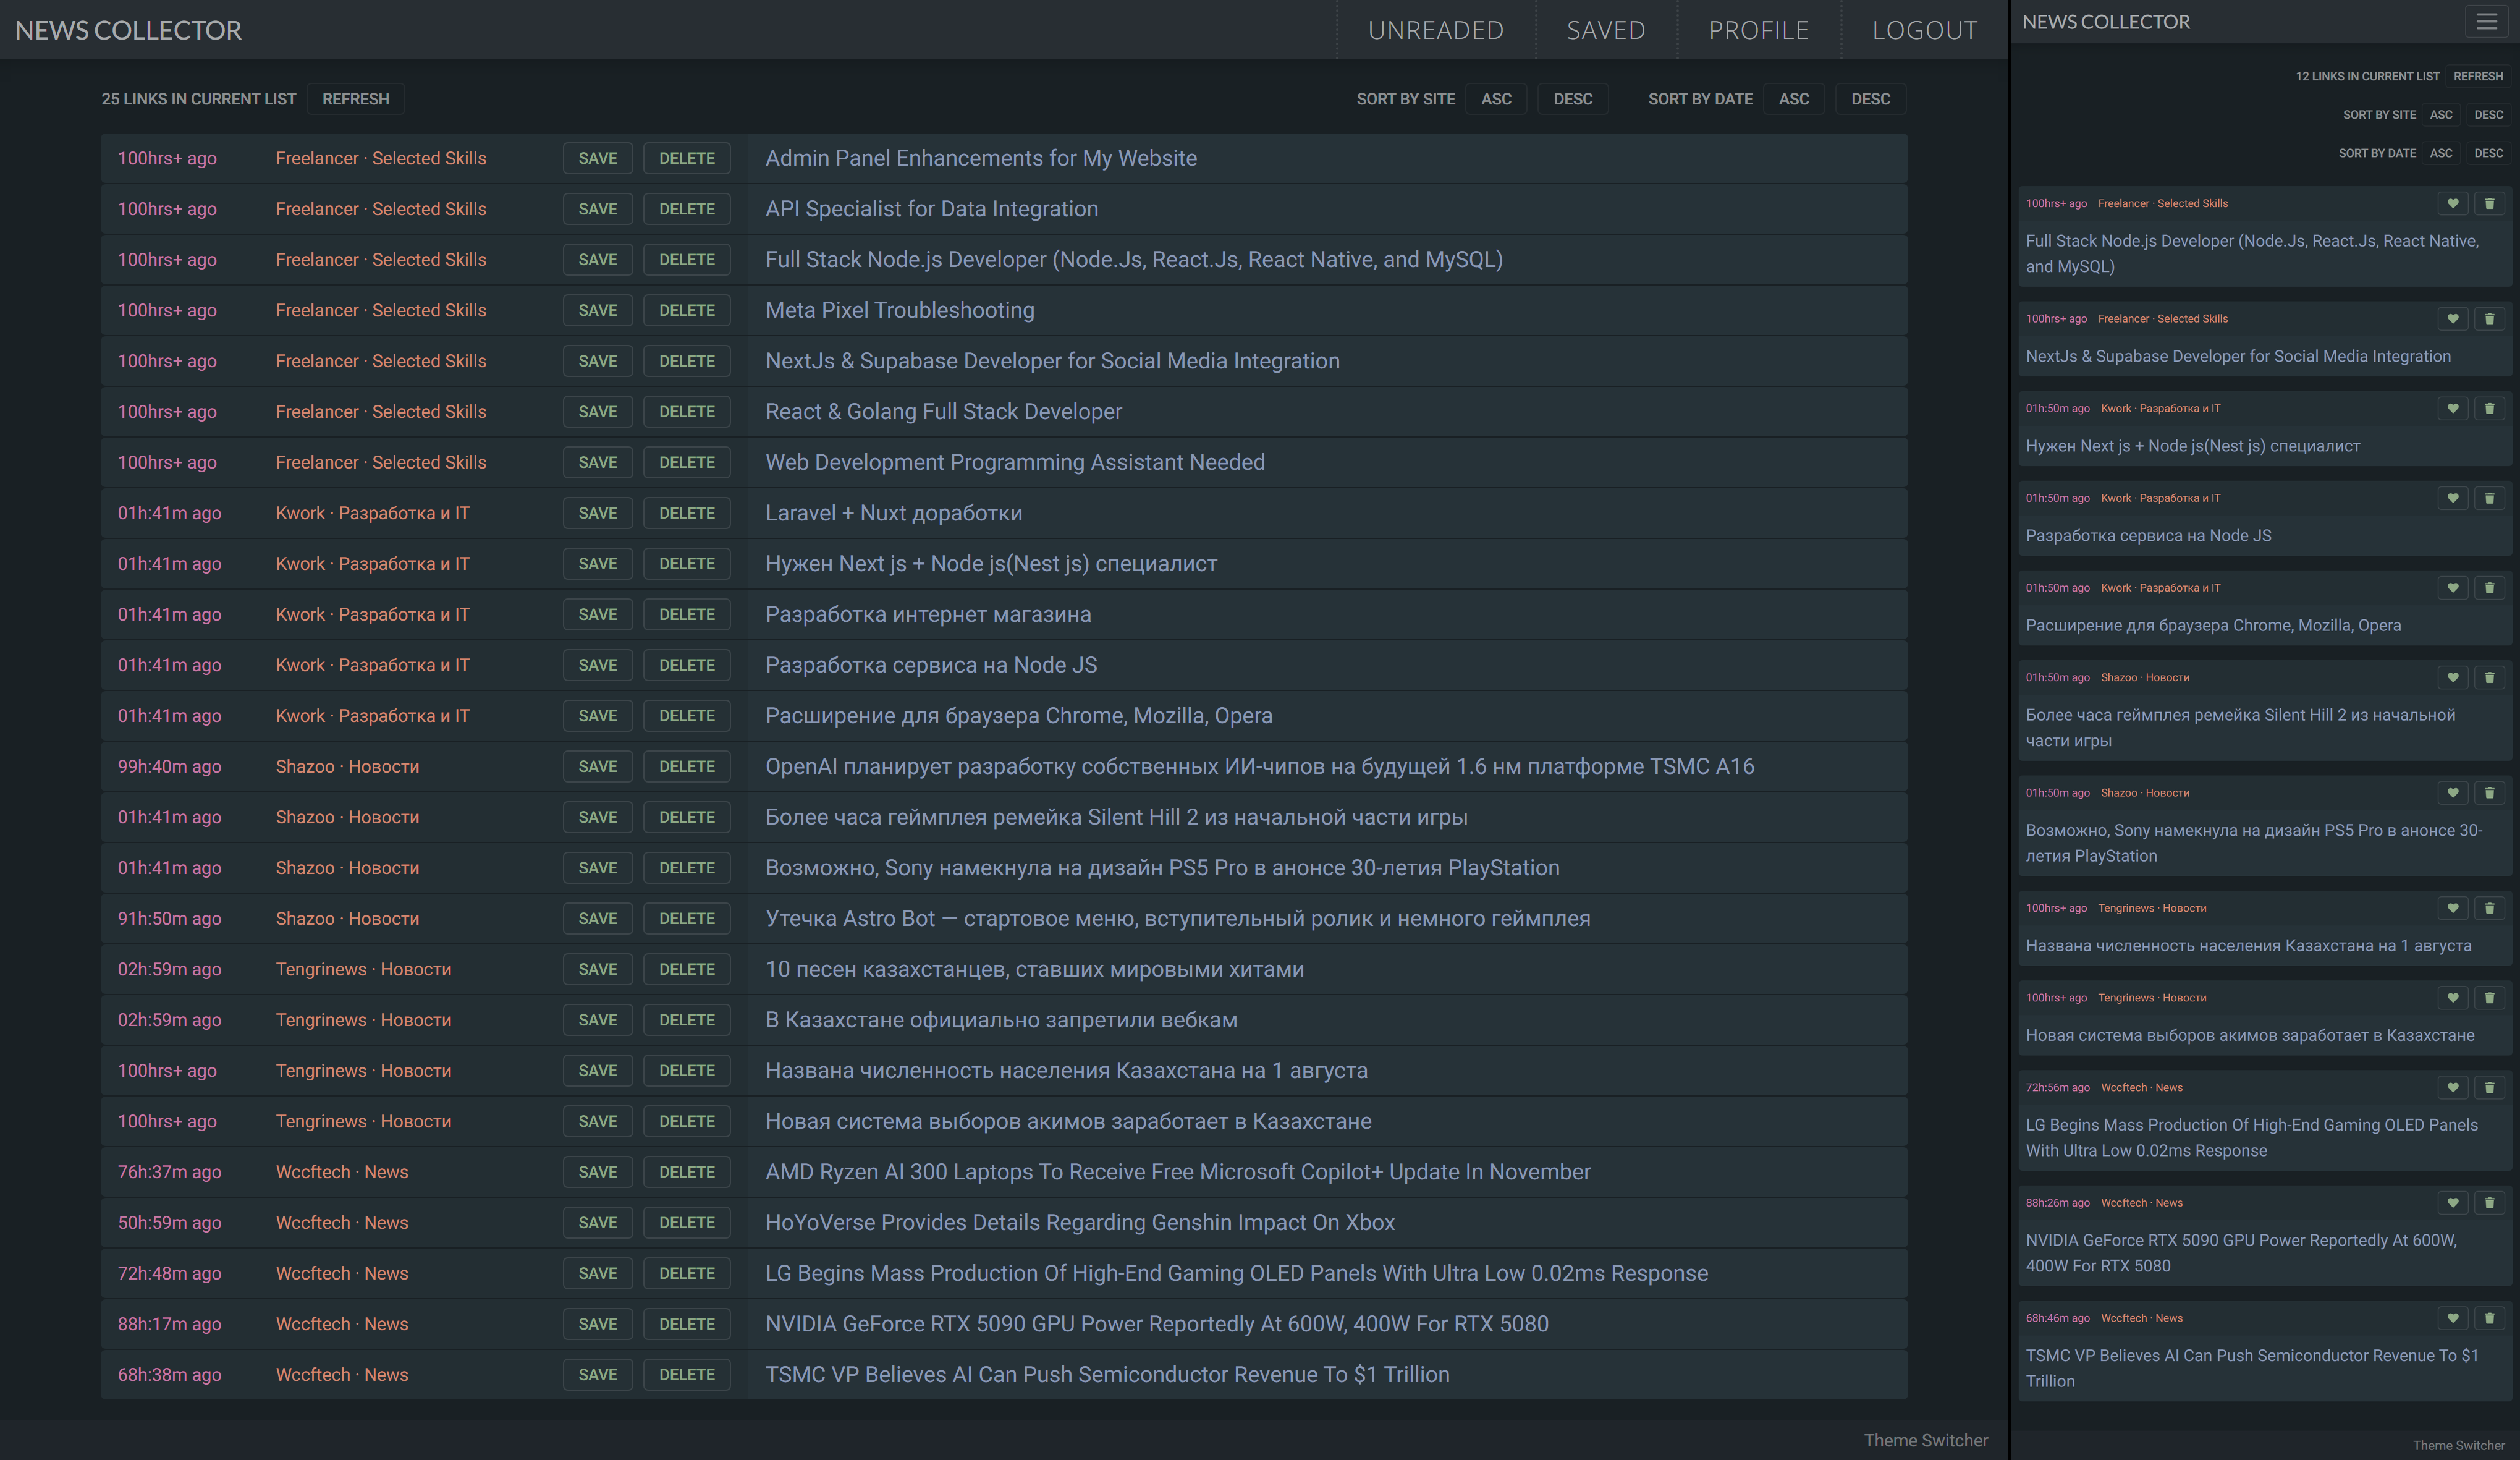 NEWS COLLECTOR
UNREADED SAVED PROFILE LOGOUT
25 LINKS IN CURRENT LIST REFRESH SORT BY SITE ASC DESC SORT BY DATE ASC DESC
100hrs+ ago Freelancer · Selected Skills SAVE DELETE Admin Panel Enhancements for My Website
100hrs+ ago Freelancer · Selected Skills SAVE DELETE API Specialist for Data Integration
100hrs+ ago Freelancer · Selected Skills SAVE DELETE Full Stack Node.js Developer (Node.Js, React.Js, React Native, and MySQL)
100hrs+ ago Freelancer · Selected Skills SAVE DELETE Meta Pixel Troubleshooting
100hrs+ ago Freelancer · Selected Skills SAVE DELETE NextJs & Supabase Developer for Social Media Integration
100hrs+ ago Freelancer · Selected Skills SAVE DELETE React & Golang Full Stack Developer
100hrs+ ago Freelancer · Selected Skills SAVE DELETE Web Development Programming Assistant Needed
01h:41m ago Kwork · Разработка и IT SAVE DELETE Laravel + Nuxt доработки
01h:41m ago Kwork · Разработка и IT SAVE DELETE Нужен Next js + Node js(Nest js) специалист
01h:41m ago Kwork · Разработка и IT SAVE DELETE Разработка интернет магазина
01h:41m ago Kwork · Разработка и IT SAVE DELETE Разработка сервиса на Node JS
01h:41m ago Kwork · Разработка и IT SAVE DELETE Расширение для браузера Chrome, Mozilla, Opera
99h:40m ago Shazoo · Новости SAVE DELETE OpenAI планирует разработку собственных ИИ-чипов на будущей 1.6 нм платформе TSMC A16
01h:41m ago Shazoo · Новости SAVE DELETE Более часа геймплея ремейка Silent Hill 2 из начальной части игры
01h:41m ago Shazoo · Новости SAVE DELETE Возможно, Sony намекнула на дизайн PS5 Pro в анонсе 30-летия PlayStation
91h:50m ago Shazoo · Новости SAVE DELETE Утечка Astro Bot — стартовое меню, вступительный ролик и немного геймплея
02h:59m ago Tengrinews · Новости SAVE DELETE 10 песен казахстанцев, ставших мировыми хитами
02h:59m ago Tengrinews · Новости SAVE DELETE В Казахстане официально запретили вебкам
100hrs+ ago Tengrinews · Новости SAVE DELETE Названа численность населения Казахстана на 1 августа
100hrs+ ago Tengrinews · Новости SAVE DELETE Новая система выборов акимов заработает в Казахстане
76h:37m ago Wccftech · News SAVE DELETE AMD Ryzen AI 300 Laptops To Receive Free Microsoft Copilot+ Update In November
50h:59m ago Wccftech · News SAVE DELETE HoYoVerse Provides Details Regarding Genshin Impact On Xbox
72h:48m ago Wccftech · News SAVE DELETE LG Begins Mass Production Of High-End Gaming OLED Panels With Ultra Low 0.02ms Response
88h:17m ago Wccftech · News SAVE DELETE NVIDIA GeForce RTX 5090 GPU Power Reportedly At 600W, 400W For RTX 5080
68h:38m ago Wccftech · News SAVE DELETE TSMC VP Believes AI Can Push Semiconductor Revenue To $1 Trillion
Theme Switcher
NEWS COLLECTOR
12 LINKS IN CURRENT LIST REFRESH
SORT BY SITE ASC DESC
SORT BY DATE ASC DESC
100hrs+ ago Freelancer · Selected Skills
Full Stack Node.js Developer (Node.Js, React.Js, React Native,
and MySQL)
100hrs+ ago Freelancer · Selected Skills
NextJs & Supabase Developer for Social Media Integration
01h:50m ago Kwork · Разработка и IT
Нужен Next js + Node js(Nest js) специалист
01h:50m ago Kwork · Разработка и IT
Разработка сервиса на Node JS
01h:50m ago Kwork · Разработка и IT
Расширение для браузера Chrome, Mozilla, Opera
01h:50m ago Shazoo · Новости
Более часа геймплея ремейка Silent Hill 2 из начальной
части игры
01h:50m ago Shazoo · Новости
Возможно, Sony намекнула на дизайн PS5 Pro в анонсе 30-
летия PlayStation
100hrs+ ago Tengrinews · Новости
Названа численность населения Казахстана на 1 августа
100hrs+ ago Tengrinews · Новости
Новая система выборов акимов заработает в Казахстане
72h:56m ago Wccftech · News
LG Begins Mass Production Of High-End Gaming OLED Panels
With Ultra Low 0.02ms Response
88h:26m ago Wccftech · News
NVIDIA GeForce RTX 5090 GPU Power Reportedly At 600W,
400W For RTX 5080
68h:46m ago Wccftech · News
TSMC VP Believes AI Can Push Semiconductor Revenue To $1
Trillion
Theme Switcher